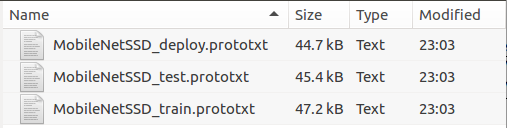 Name Size Type Modified
MobileNetSSD_deploy.prototxt 44.7 kB Text 23:03
MobileNetSSD_test.prototxt 45.4 kB Text 23:03
MobileNetSSD_train.prototxt 47.2 kB Text 23:03